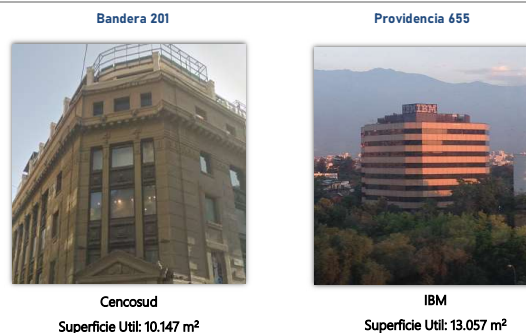 Bandera 201
Providencia 655
IBM
Cencosud
Superficie Util: 10.147 m²
IBM
Superficie Util: 13.057 m²